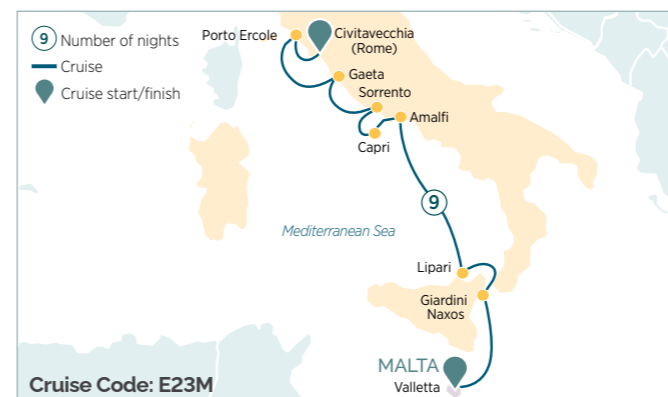 9 Number of nights
Cruise
Cruise start/finish
Porto Ercole
Civitavecchia
(Rome)
Gaeta
Sorrento
Amalfi
Capri
9
Mediterranean Sea
Lipari
Giardini
Naxos
MALTA
Valletta
Cruise Code: E23M